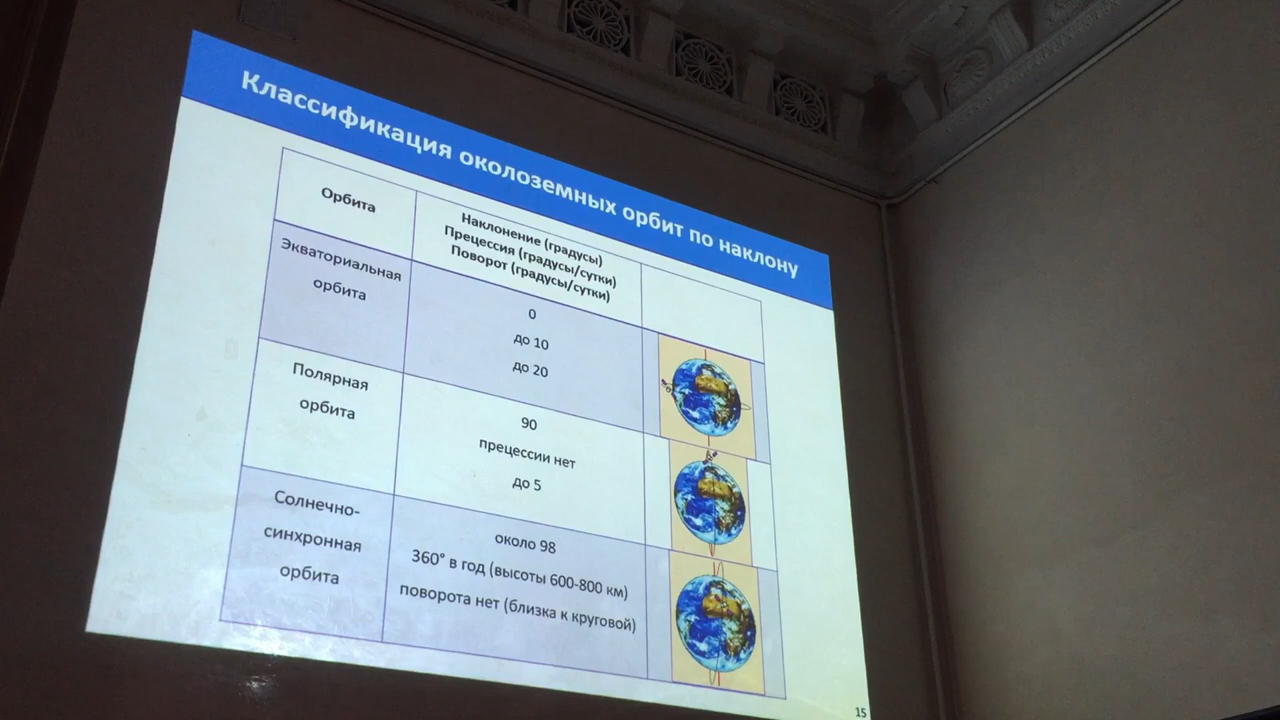 Классификация околоземных орбит по наклону
Орбита
Наклонение (градусы)
Прецессия (градусы/сутки)
Поворот (градусы/сутки)
Экваториальная
орбита
0
до 10
до 20
Полярная
орбита
90
прецессии нет
до 5
Солнечно-
синхронная
орбита
около 98
360° в год (высоты 600-800 км)
поворота нет (близка к круговой)
15